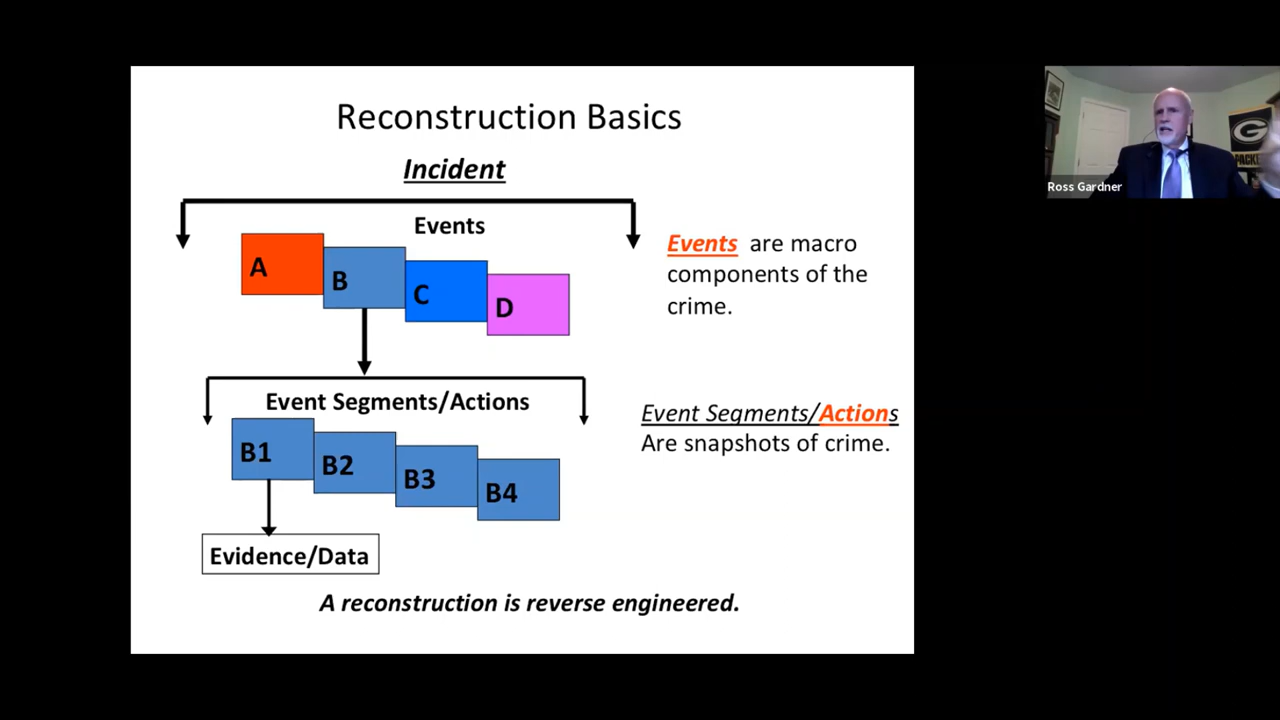 Reconstruction Basics
Incident
Events
A
B
C
D
Events are macro
components of the
crime.
Event Segments/Actions
B1
B2
B3
B4
Event Segments/Actions
Are snapshots of crime.
Evidence/Data
A reconstruction is reverse engineered.
G
PACKE
Ross Gardner